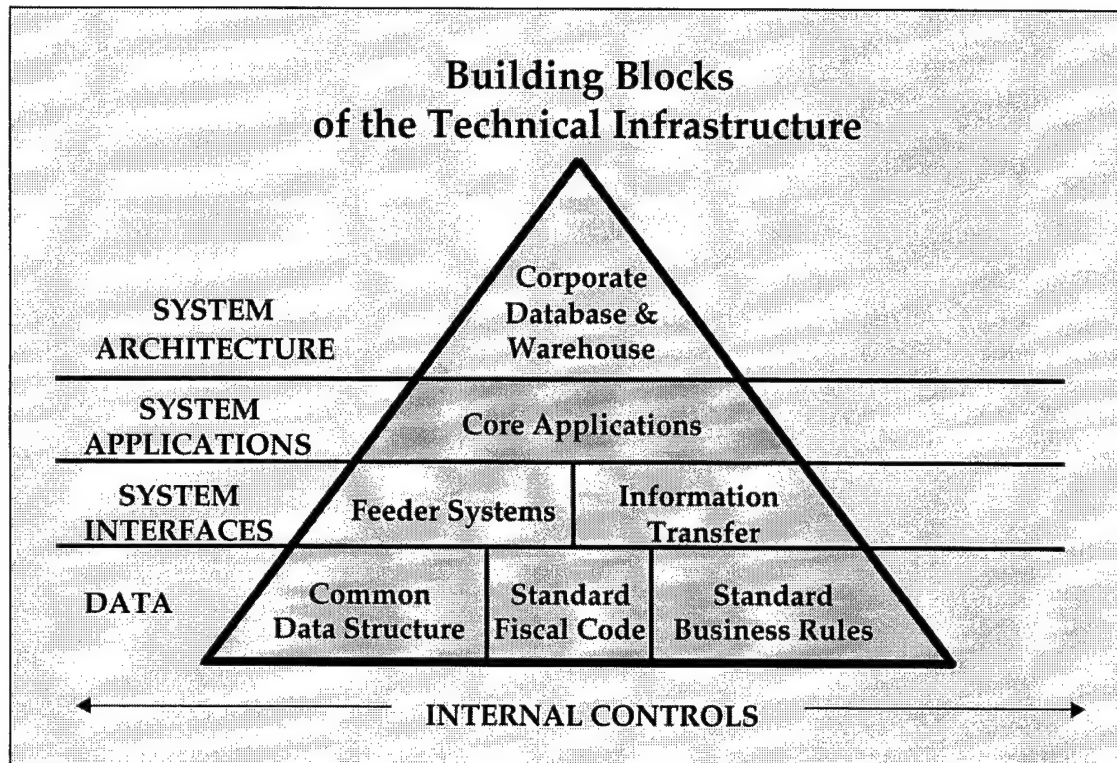 Building Blocks
of the Technical Infrastructure
SYSTEM
ARCHITECTURE
Corporate
Database &
Warehouse
SYSTEM
APPLICATIONS
Core Applications
SYSTEM
INTERFACES
Feeder Systems
Information
Transfer
DATA
Common
Data Structure
Standard
Fiscal Code
Standard
Business Rules
INTERNAL CONTROLS